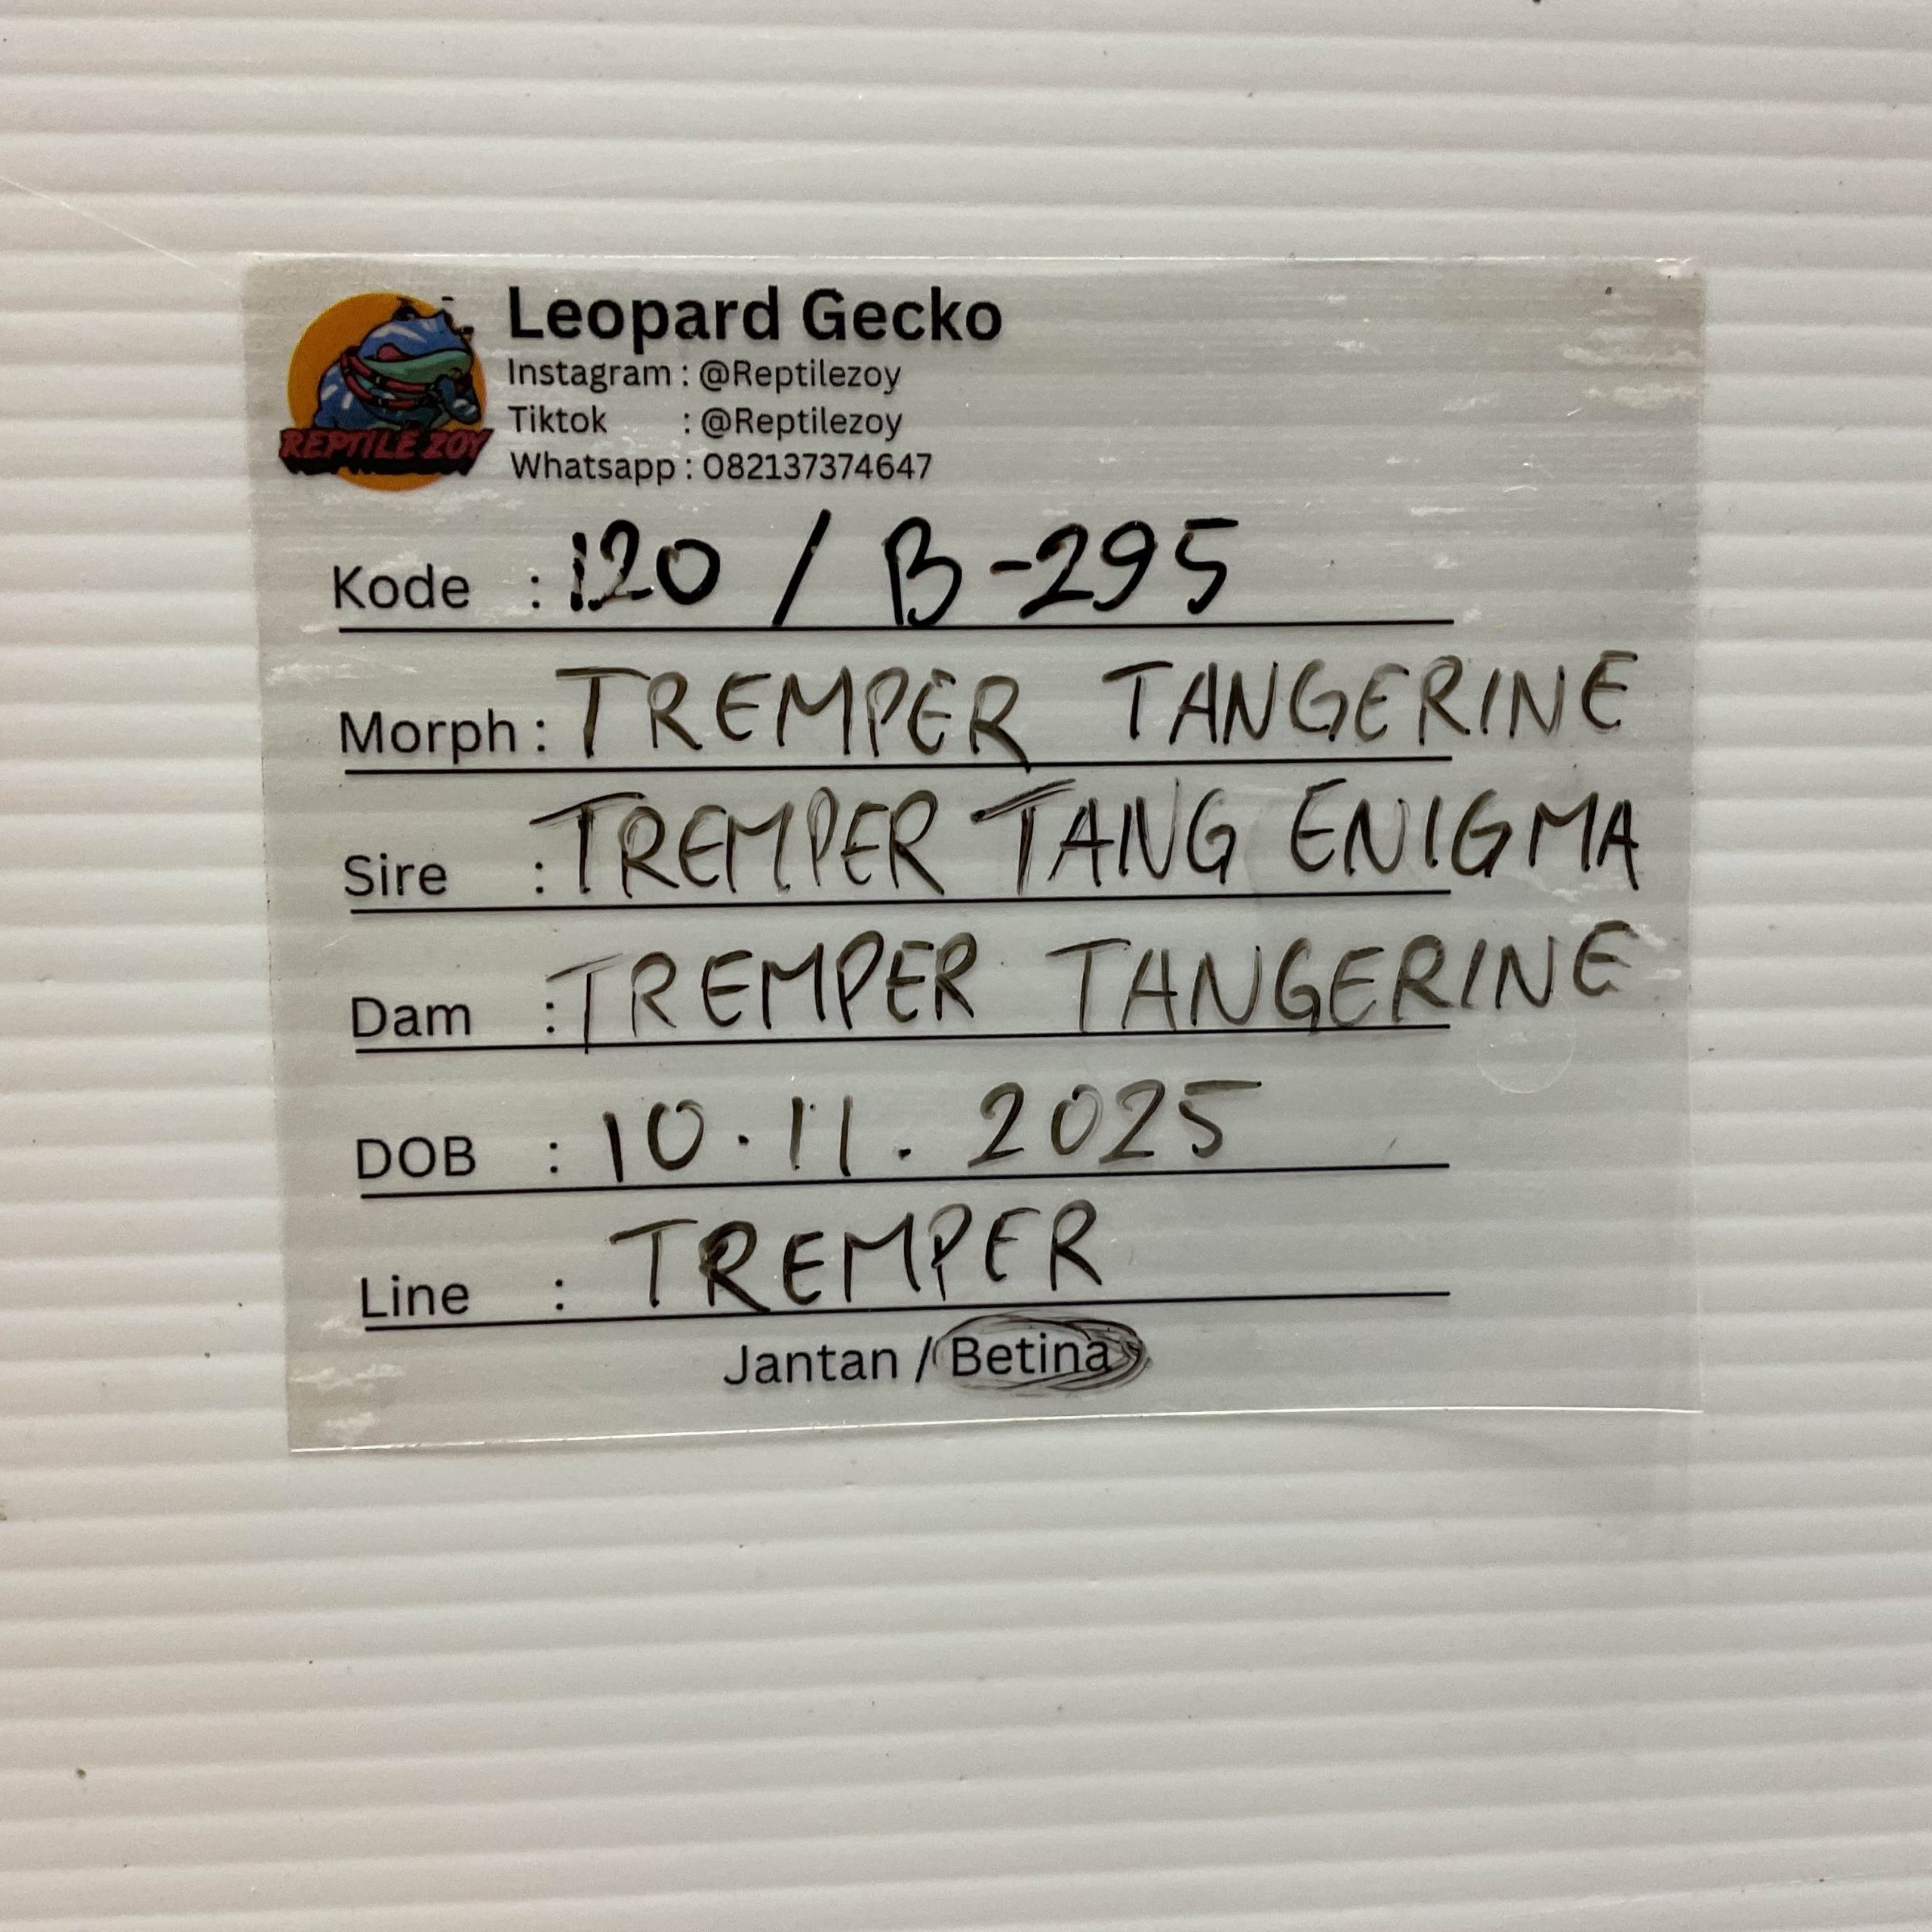 REPTILE ZOY
Leopard Gecko
Instagram : @Reptilezoy
Tiktok : @Reptilezoy
Whatsapp : 082137374647
Kode : 120 / B-295
Morph : TREMPER TANGERINE
Sire : TREMPER TANG ENIGMA
Dam : TREMPER TANGERINE
DOB : 10.11.2025
Line : TREMPER
Jantan / Betina